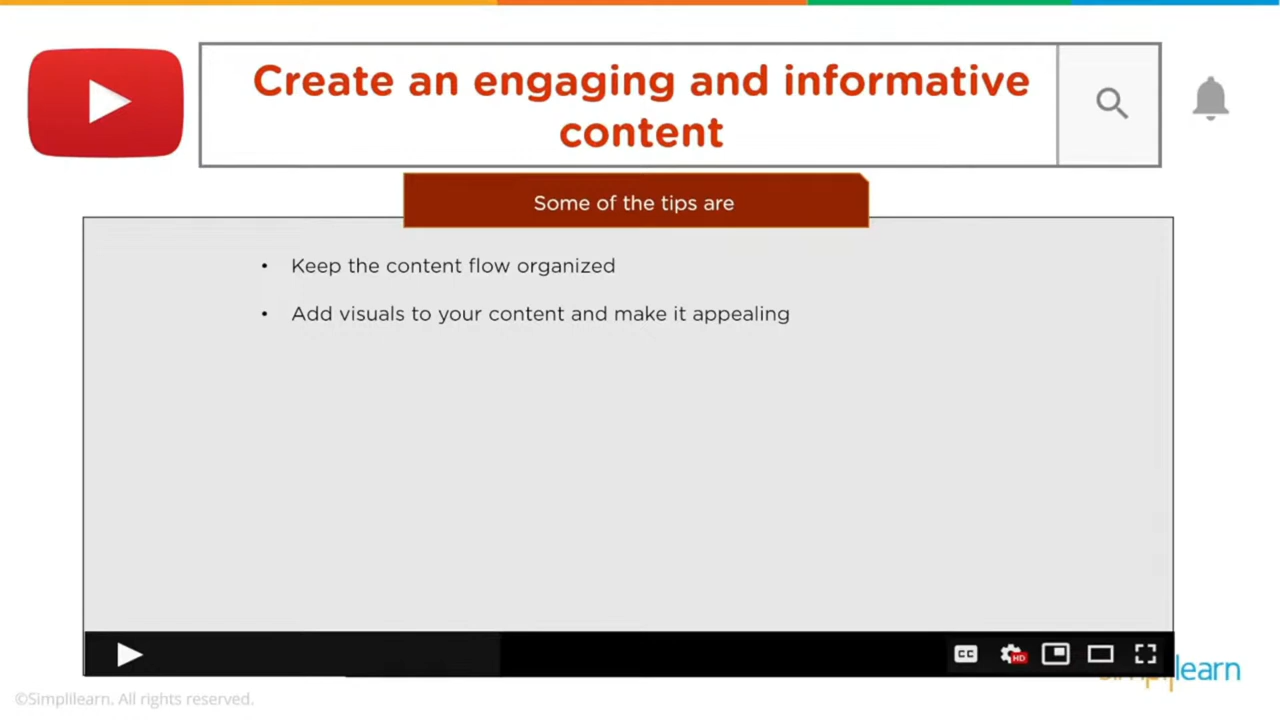 Create an engaging and informative
content
Some of the tips are
• Keep the content flow organized
• Add visuals to your content and make it appealing
CC
HD
simplilearn
©Simplilearn. All rights reserved.